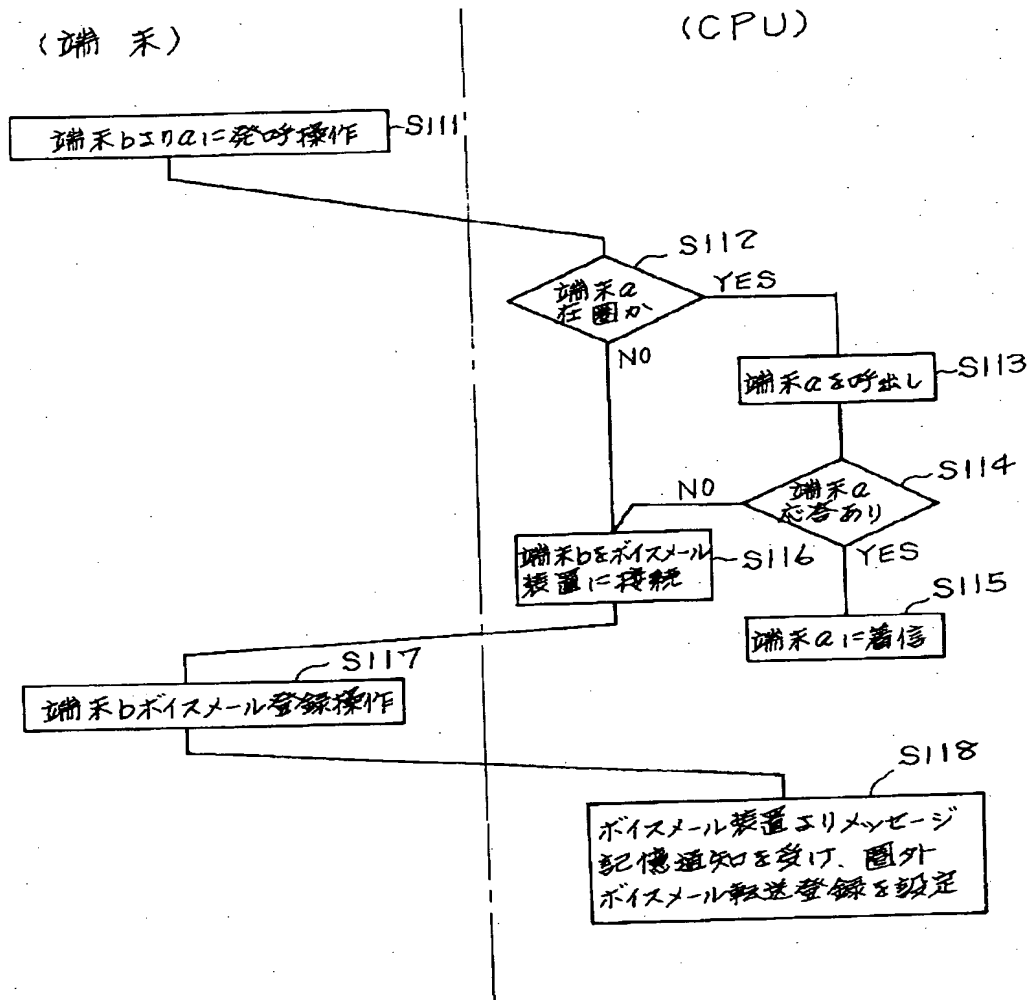 (端末)
(CPU)
端末bよりaに発呼操作
S111
S112
端末a
在圏か
YES
NO
端末aを呼出し
S113
S114
端末a
応答あり
NO
YES
端末bをボイスメール
装置に接続
S116
S115
端末aに着信
S117
端末bボイスメール登録操作
S118
ボイスメール装置よりメッセージ
記憶通知を受け、圏外
ボイスメール転送登録を設定